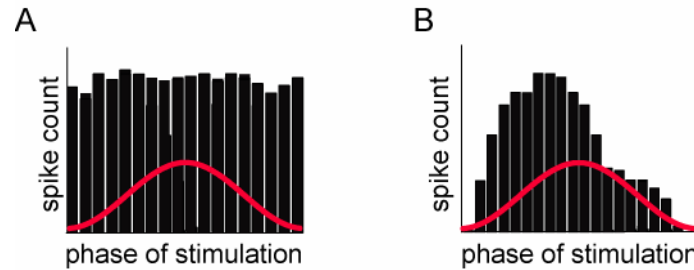 A
spike count
phase of stimulation
B
spike count
phase of stimulation